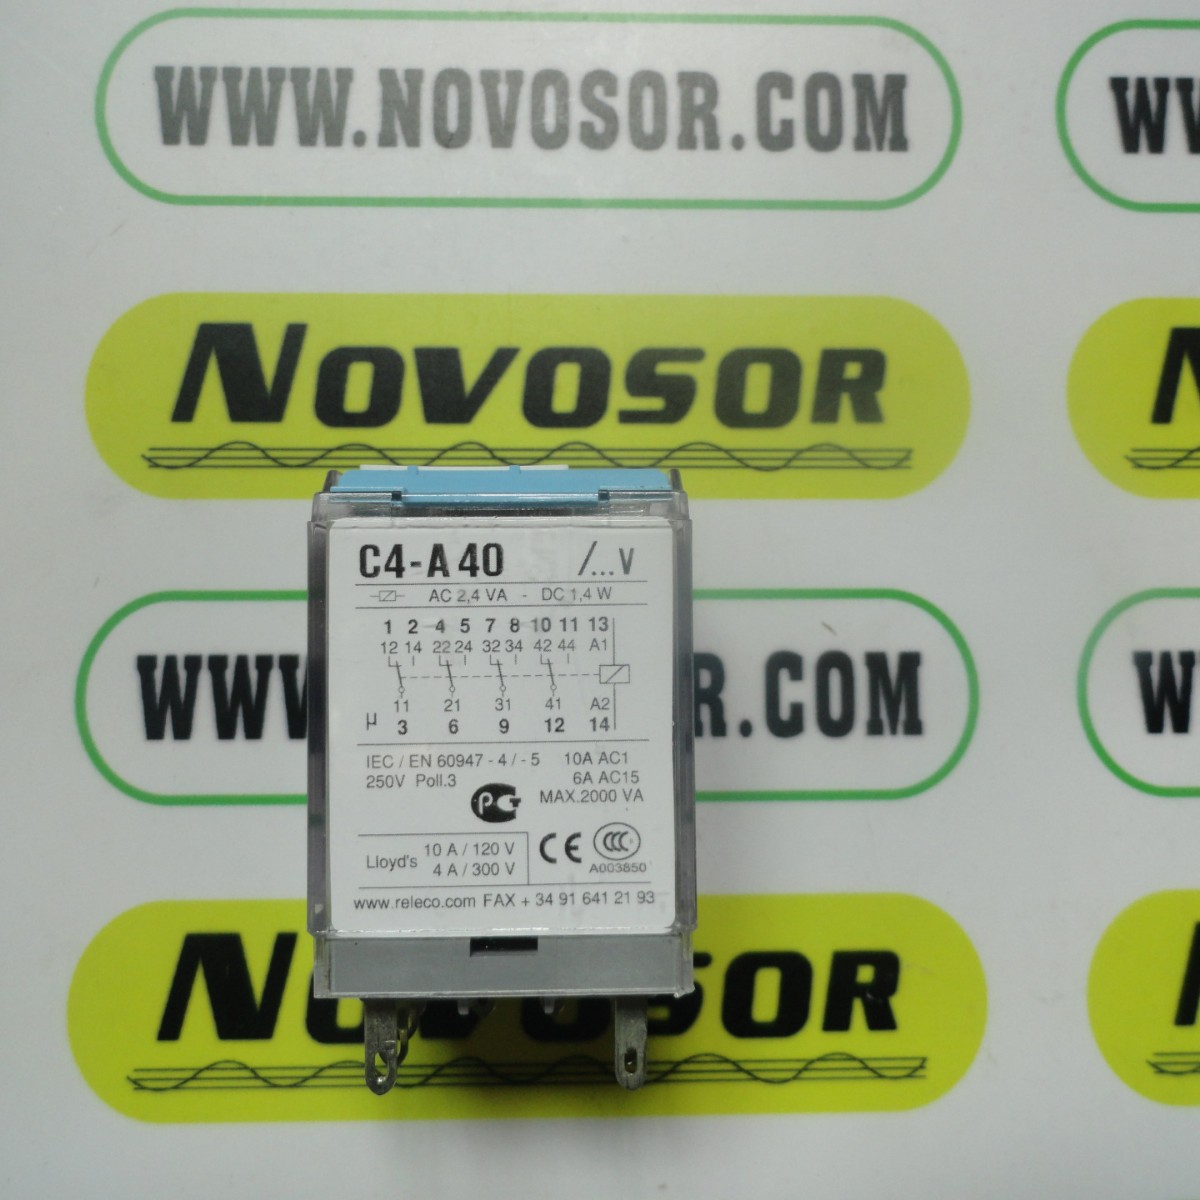 WWW.NOVOSOR.COM
NOVOSOR
C4-A40 /...V
AC 2,4 VA - DC 1,4 W
1 2 4 5 7 8 10 11 13
12 14 22 24 32 34 42 44 A1
11 21 31 41 A2
µ 3 6 9 12 14
IEC / EN 60947 - 4 / - 5 10A AC1
250V Poll.3 6A AC15
MAX.2000 VA
Lloyd's 10 A / 120 V
4 A / 300 V
CE CCC
A003850
www.releco.com FAX + 34 91 641 21 93
NOVOSOR